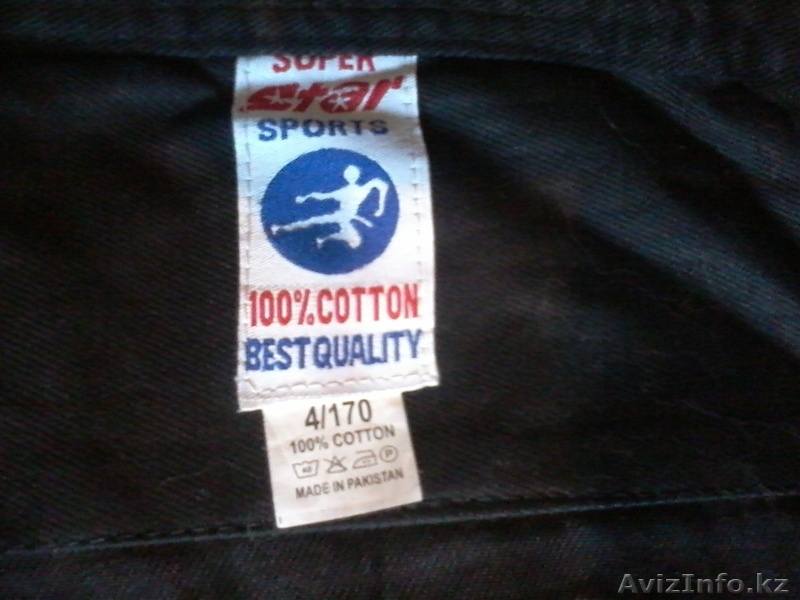 SUPER
Star
SPORTS
100% COTTON
BEST QUALITY
4/170
100% COTTON
P
MADE IN PAKISTAN
AvizInfo.kz